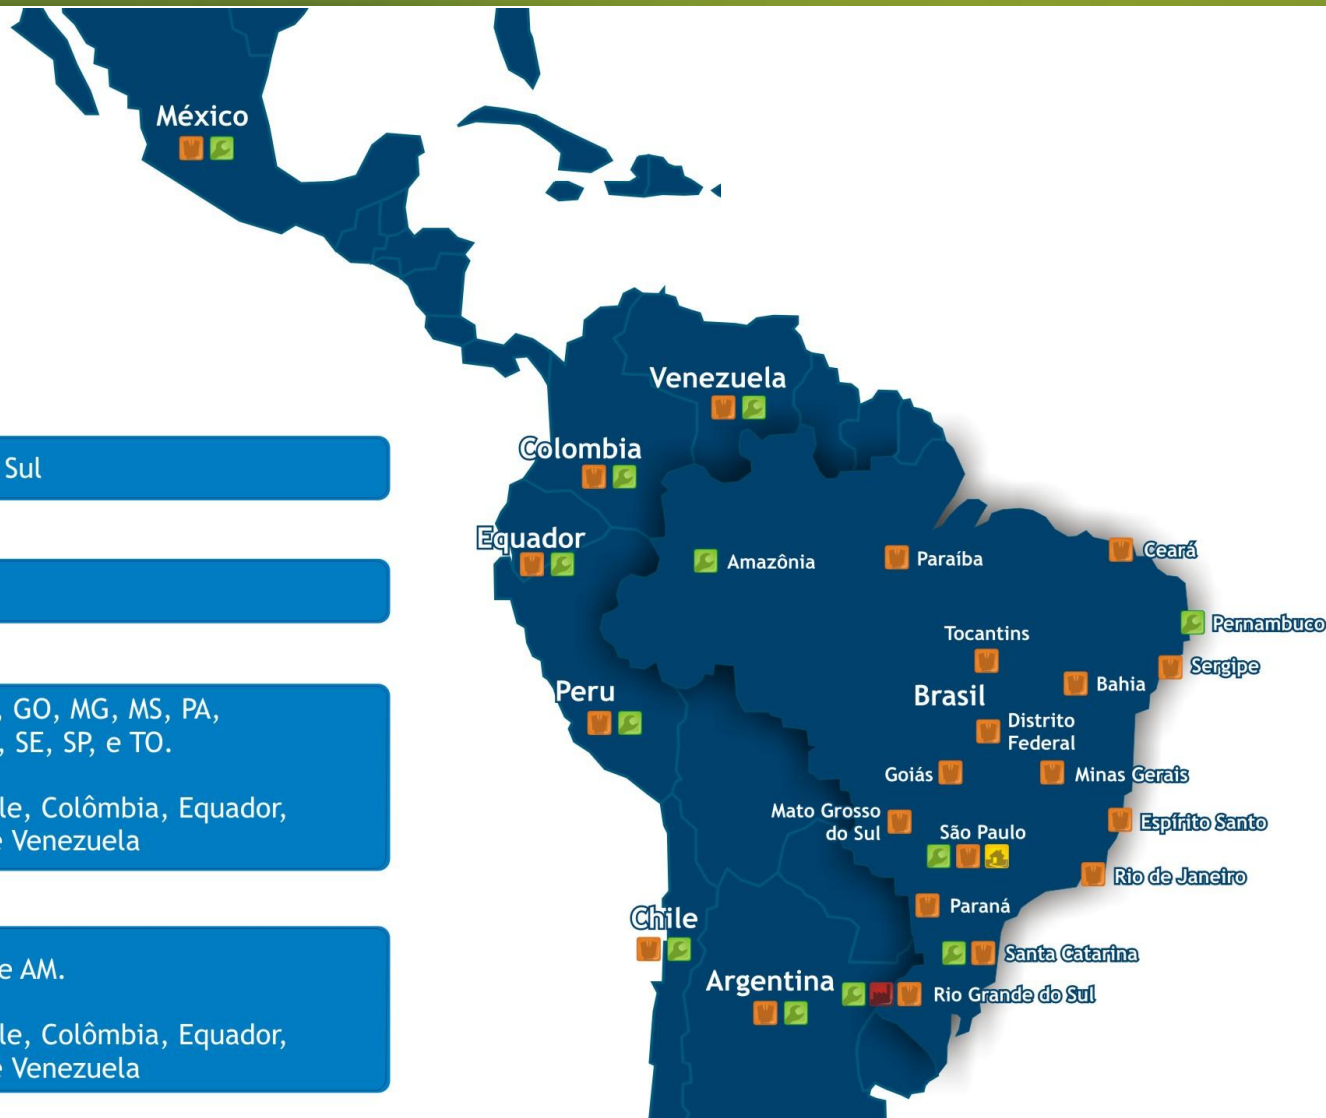 México
Venezuela
Colombia
Sul
Equador
Amazônia
Paraíba
Ceará
Pernambuco
Tocantins
Sergipe
Bahia
Peru
Brasil
, GO, MG, MS, PA,
, SE, SP, e TO.
Distrito
Federal
Goiás
Minas Gerais
le, Colômbia, Equador,
e Venezuela
Mato Grosso
do Sul
São Paulo
Espírito Santo
Rio de Janeiro
Paraná
Chile
Santa Catarina
e AM.
Argentina
Rio Grande do Sul
le, Colômbia, Equador,
e Venezuela